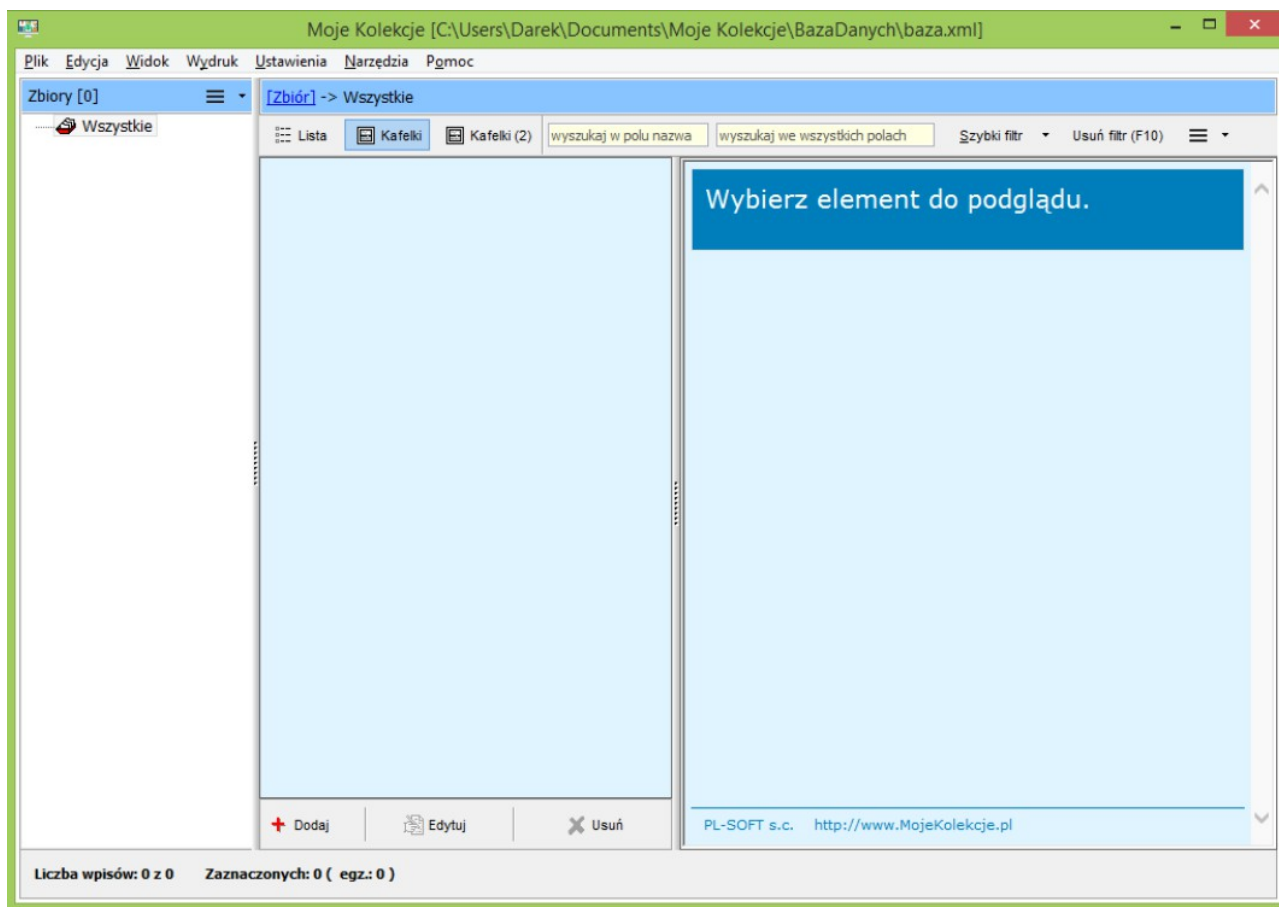 Moje Kolekcje [C:\Users\Darek\Documents\Moje Kolekcje\BazaDanych\baza.xml]
Plik Edycja Widok Wydruk Ustawienia Narzędzia Pomoc
Zbiory [0]
[Zbiór] -> Wszystkie
Wszystkie
Lista Kafelki Kafelki (2) wyszukaj w polu nazwa wyszukaj we wszystkich polach Szybki filtr Usuń filtr (F10)
Wybierz element do podglądu.
Dodaj Edytuj Usuń
PL-SOFT s.c. http://www.MojeKolekcje.pl
Liczba wpisów: 0 z 0 Zaznaczonych: 0 ( egz.: 0 )